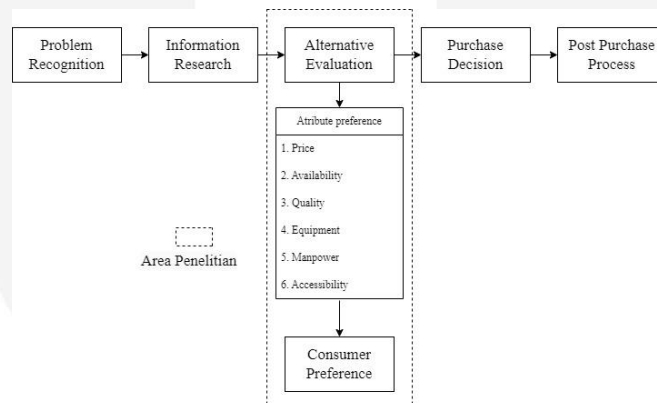 Problem
Recognition
Information
Research
Alternative
Evaluation
Purchase
Decision
Post Purchase
Process
Atribute preference
1. Price
2. Availability
3. Quality
4. Equipment
5. Manpower
6. Accessibility
Area Penelitian
Consumer
Preference